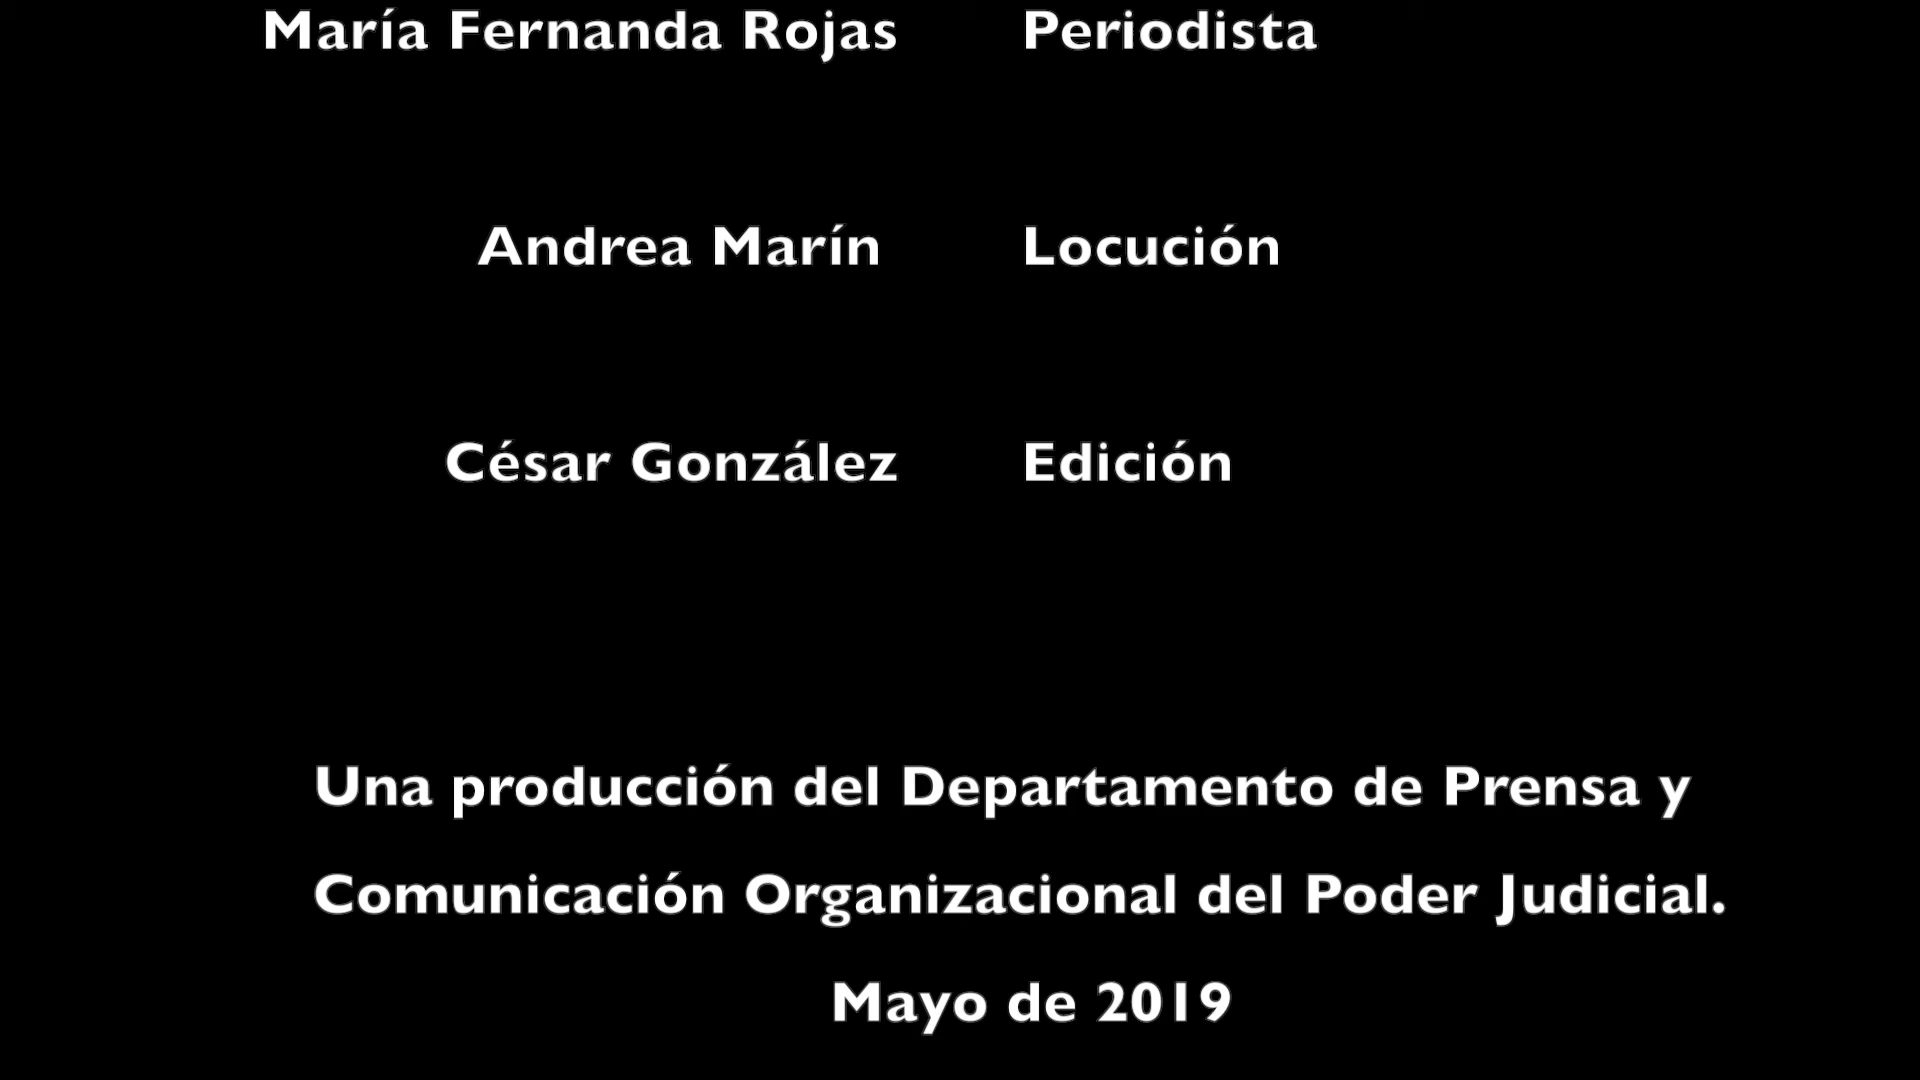 María Fernanda Rojas Periodista
Andrea Marín Locución
César González Edición
Una producción del Departamento de Prensa y
Comunicación Organizacional del Poder Judicial.
Mayo de 2019